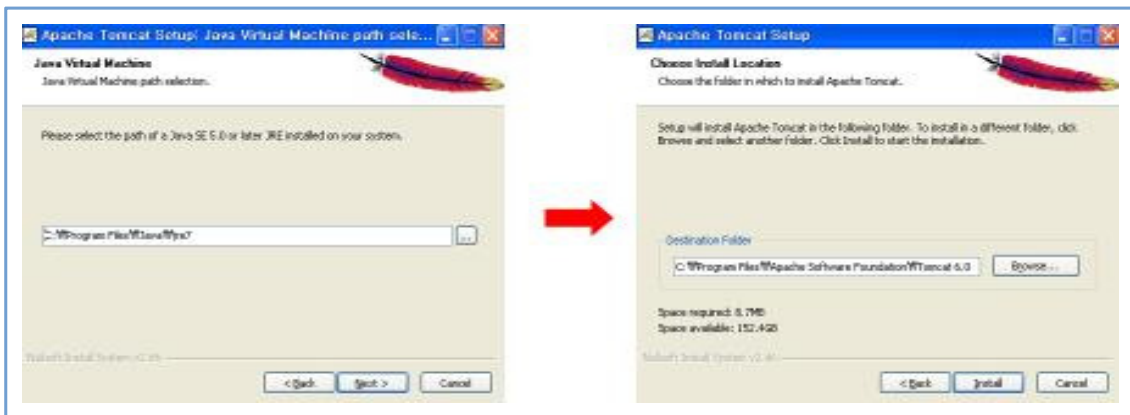 Apache Tomcat Setup: Java Virtual Machine path sele...
Java Virtual Machine
Java Virtual Machine path selection.
Please select the path of a Java SE 5.0 or later JRE installed on your system.
C:₩Program Files₩Java₩jre7
...
< Back
Next >
Cancel
Apache Tomcat Setup
Choose Install Location
Choose the folder in which to install Apache Tomcat.
Setup will install Apache Tomcat in the following folder. To install in a different folder, click
Browse and select another folder. Click Install to start the installation.
Destination Folder
C:₩Program Files₩Apache Software Foundation₩Tomcat 6.0
Browse...
Space required: 8.7MB
Space available: 152.4GB
Nullsoft Install System
< Back
Install
Cancel